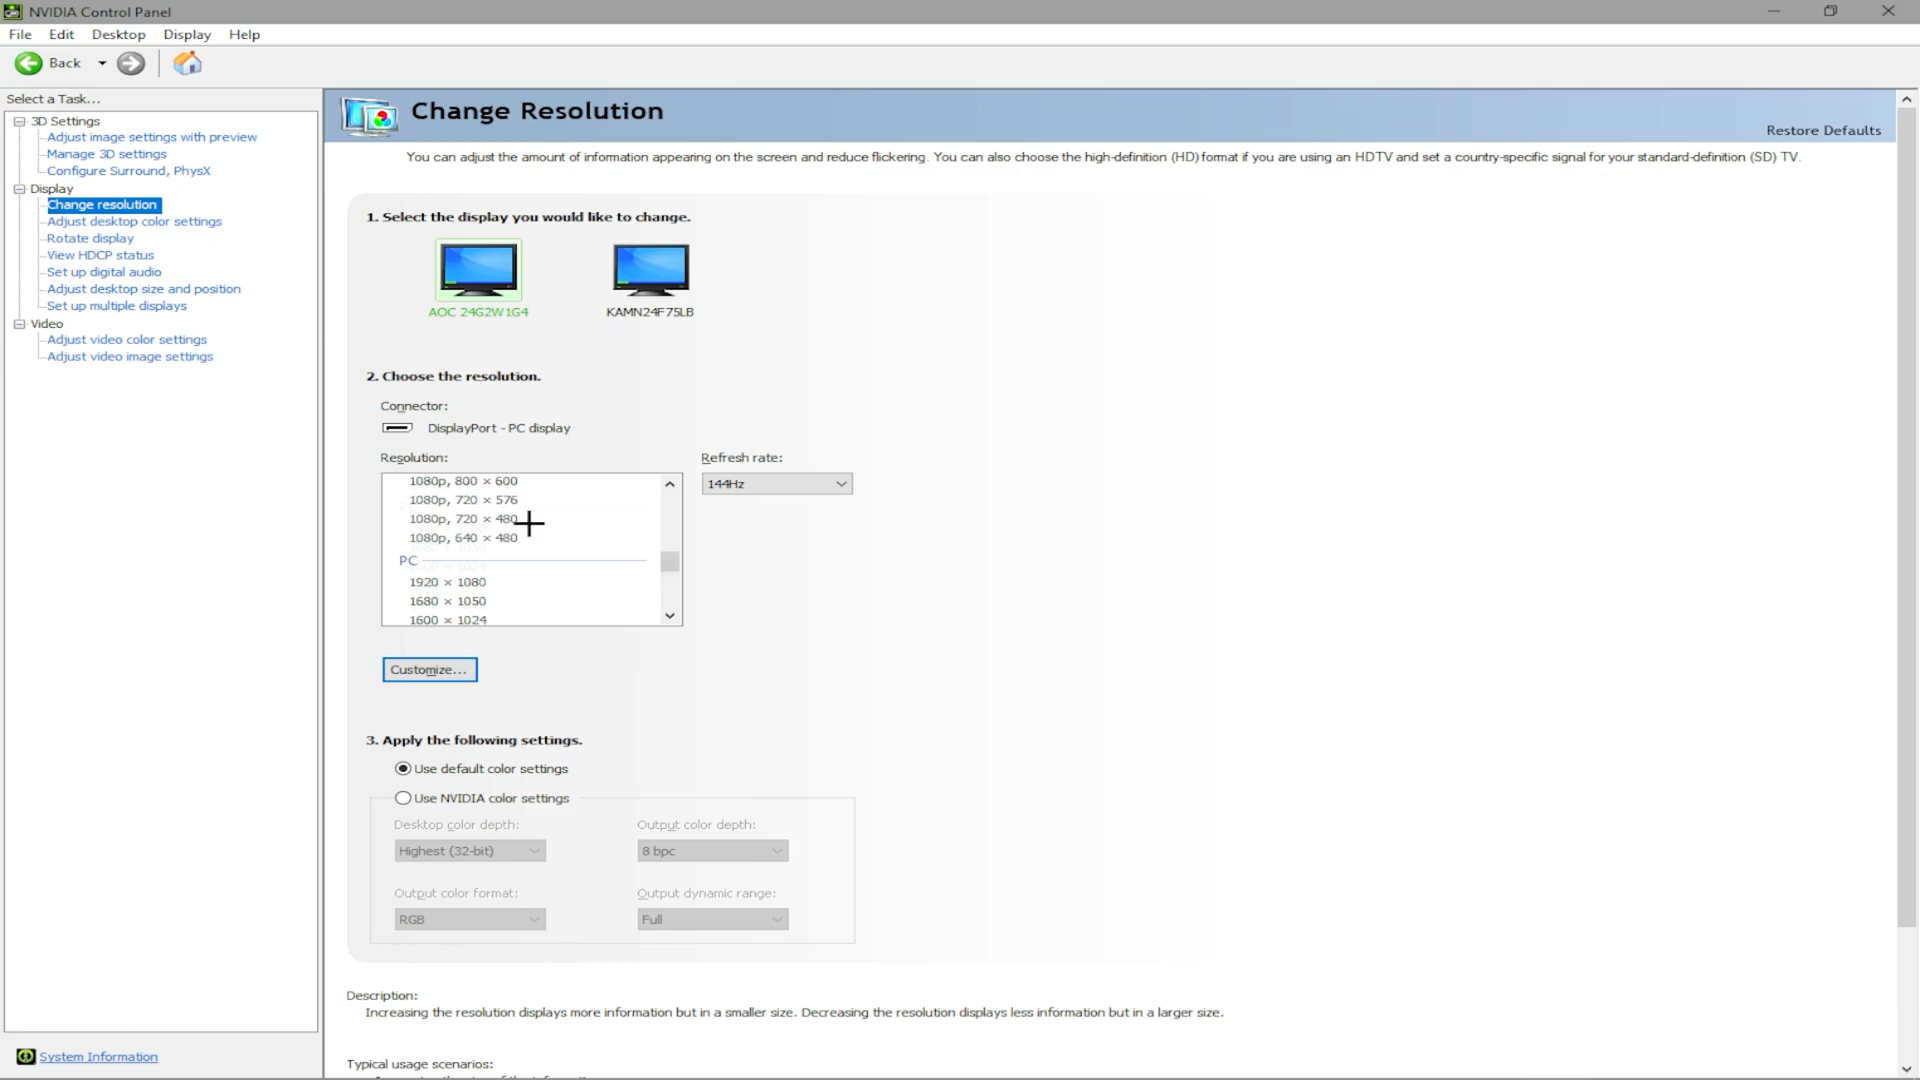 NVIDIA Control Panel
File Edit Desktop Display Help
Back
Select a Task...
3D Settings
Adjust image settings with preview
Manage 3D settings
Configure Surround, PhysX
Display
Change resolution
Adjust desktop color settings
Rotate display
View HDCP status
Set up digital audio
Adjust desktop size and position
Set up multiple displays
Video
Adjust video color settings
Adjust video image settings
System Information
Change Resolution
Restore Defaults
You can adjust the amount of information appearing on the screen and reduce flickering. You can also choose the high-definition (HD) format if you are using an HDTV and set a country-specific signal for your standard-definition (SD) TV.
1. Select the display you would like to change.
AOC 24G2W1G4 KAMN24F75LB
2. Choose the resolution.
Connector:
DisplayPort - PC display
Resolution: Refresh rate:
144Hz
1080p, 800 × 600
1080p, 720 × 576
1080p, 720 × 480
1080p, 640 × 480
PC
1920 × 1080
1680 × 1050
1600 × 1024
Customize...
3. Apply the following settings.
Use default color settings
Use NVIDIA color settings
Desktop color depth: Output color depth:
Highest (32-bit) 8 bpc
Output color format: Output dynamic range:
RGB Full
Description:
Increasing the resolution displays more information but in a smaller size. Decreasing the resolution displays less information but in a larger size.
Typical usage scenarios: